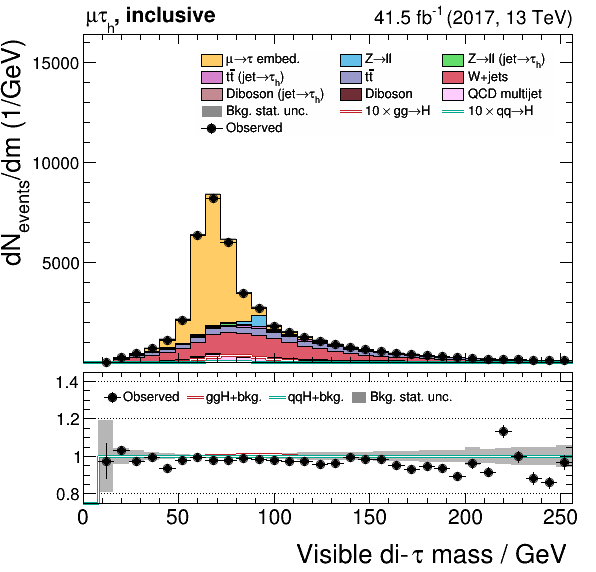 μτh, inclusive
41.5 fb⁻¹ (2017, 13 TeV)
dNevents/dm (1/GeV)
15000
10000
5000
μ→τ embed. Z→ll Z→ll (jet→τh)
tt̄ (jet→τh) tt̄ W+jets
Diboson (jet→τh) Diboson QCD multijet
Bkg. stat. unc. 10 × gg→H 10 × qq→H
Observed
1.4
1.2
1
0.8
Observed ggH+bkg. qqH+bkg. Bkg. stat. unc.
0 50 100 150 200 250
Visible di-τ mass / GeV